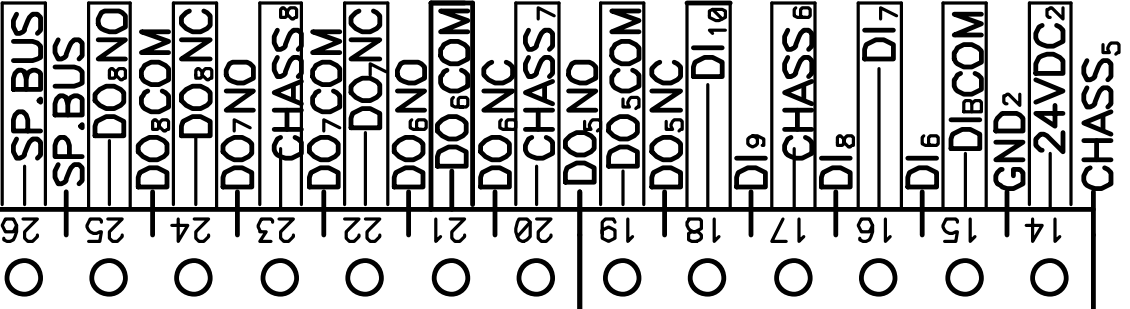 SP.BUS
SP.BUS
DO8NO
DO8COM
DO8NC
DO7NO
CHASS8
DO7COM
DO7NC
DO6NO
DO6COM
DO6NC
CHASS7
DO5NO
DO5COM
DO5NC
DI10
DI9
CHASS6
DI8
DI7
DI6
DIBCOM
GND2
24VDC2
CHASS5
26 25 24 23 22 21 20 19 18 17 16 15 14